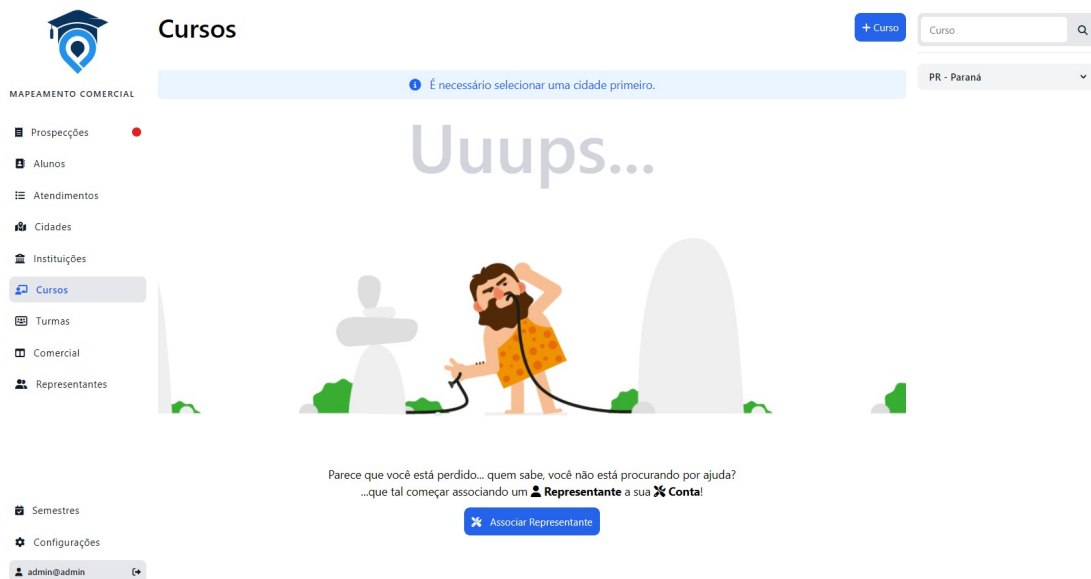 MAPEAMENTO COMERCIAL
Prospecções
Alunos
Atendimentos
Cidades
Instituições
Cursos
Turmas
Comercial
Representantes
Semestres
Configurações
admin@admin
Cursos
+ Curso
É necessário selecionar uma cidade primeiro.
Uuups...
Parece que você está perdido... quem sabe, você não está procurando por ajuda?
...que tal começar associando um Representante a sua Conta!
Associar Representante
Curso
PR - Paraná